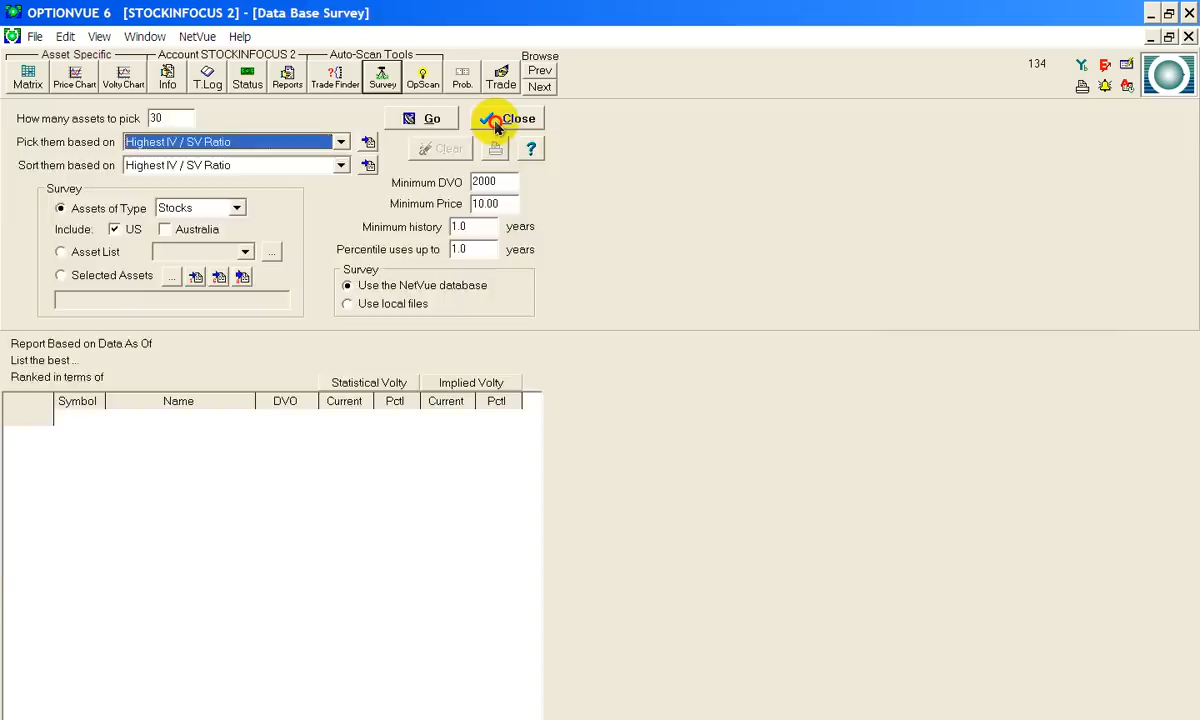 OPTIONVUE 6 [STOCKINFOCUS 2] - [Data Base Survey]
File Edit View Window NetVue Help
Asset Specific Account STOCKINFOCUS 2 Auto-Scan Tools Browse
Matrix Price Chart Volty Chart Info T.Log Status Reports Trade Finder Survey OpScan Prob. Trade Prev
Next
134
How many assets to pick 30 Go Close
Pick them based on Highest IV / SV Ratio Clear ?
Sort them based on Highest IV / SV Ratio
Survey
Assets of Type Stocks
Include: US Australia
Asset List ...
Selected Assets ...
Minimum DVO 2000
Minimum Price 10.00
Minimum history 1.0 years
Percentile uses up to 1.0 years
Survey
Use the NetVue database
Use local files
Report Based on Data As Of
List the best ...
Ranked in terms of
Statistical Volty Implied Volty
Symbol Name DVO Current Pctl Current Pctl